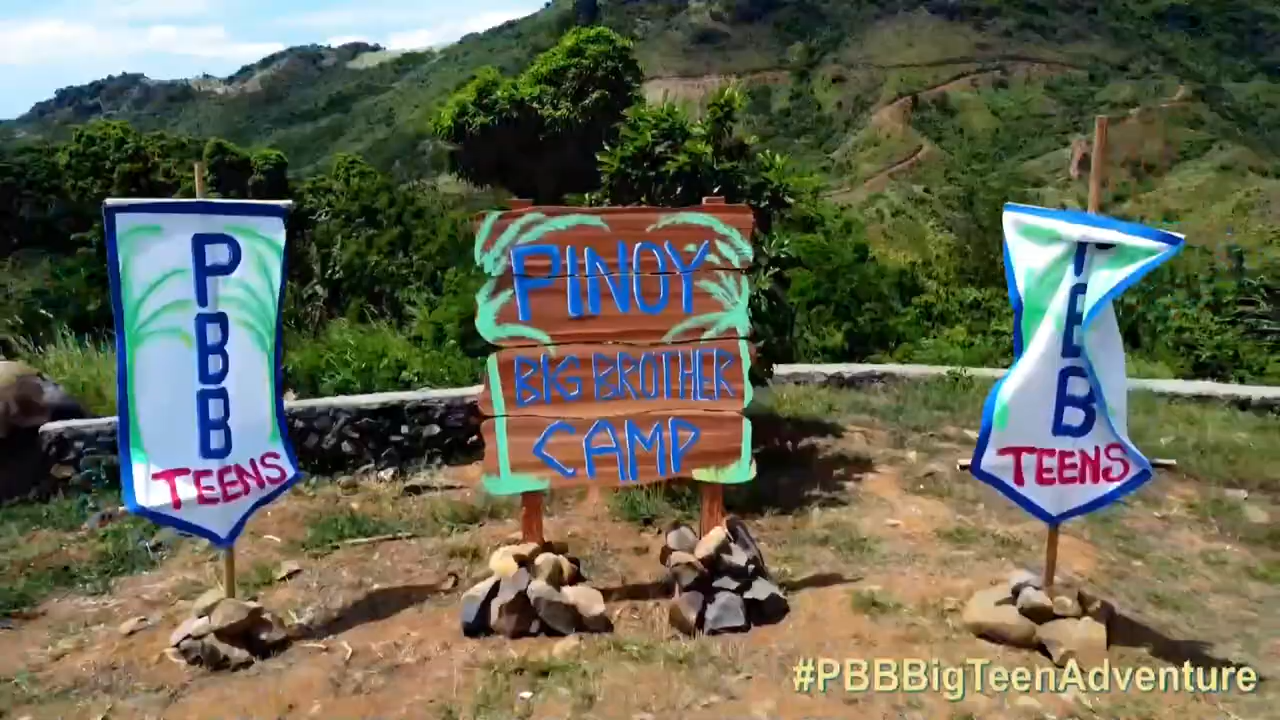 PBB
TEENS
PINOY
BIG BROTHER
CAMP
PBB
TEENS
#PBBBigTeenAdventure